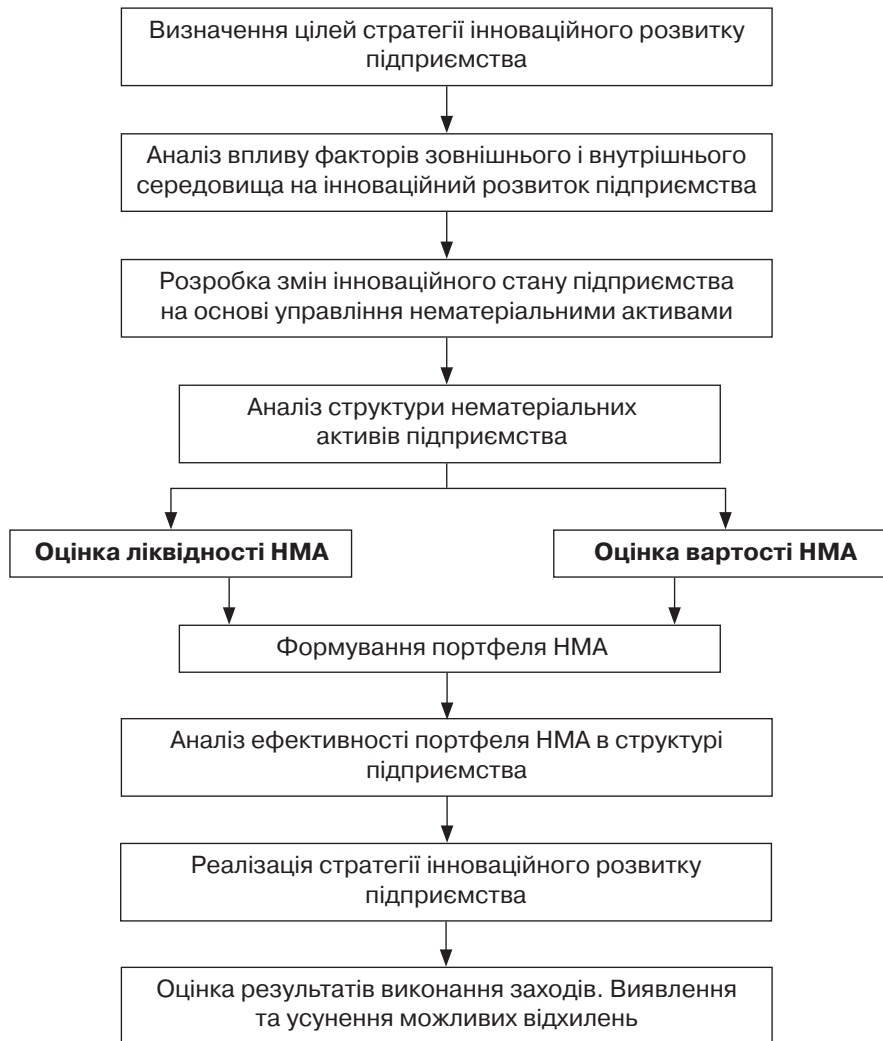 Визначення цілей стратегії інноваційного розвитку
підприємства
Аналіз впливу факторів зовнішнього і внутрішнього
середовища на інноваційний розвиток підприємства
Розробка змін інноваційного стану підприємства
на основі управління нематеріальними активами
Аналіз структури нематеріальних
активів підприємства
Оцінка ліквідності НМА
Оцінка вартості НМА
Формування портфеля НМА
Аналіз ефективності портфеля НМА в структурі
підприємства
Реалізація стратегії інноваційного розвитку
підприємства
Оцінка результатів виконання заходів. Виявлення
та усунення можливих відхилень